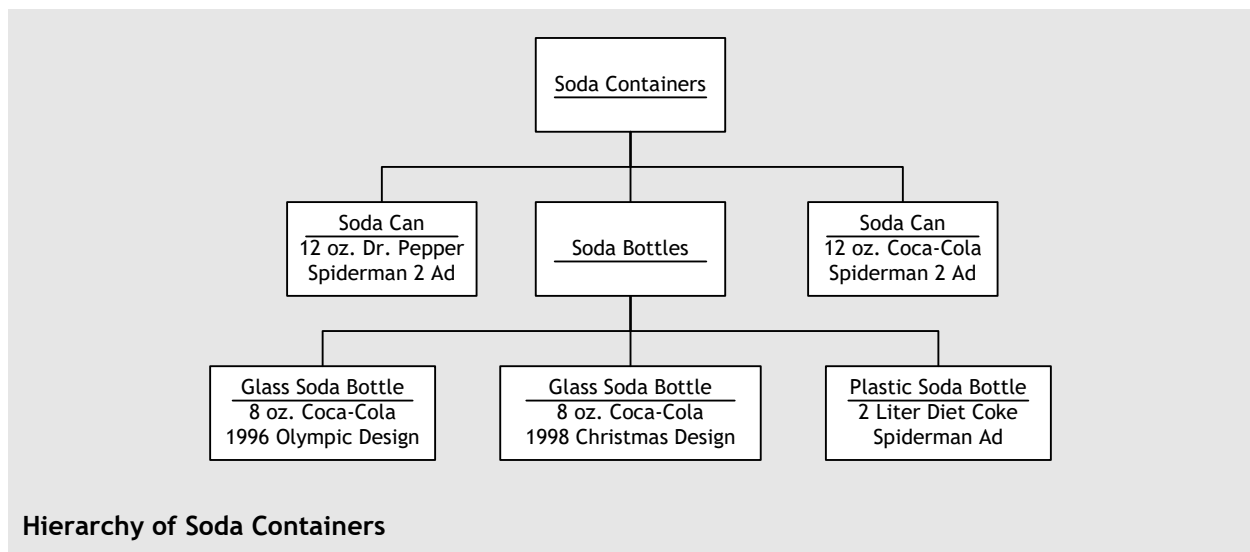 Soda Containers
Soda Can
12 oz. Dr. Pepper
Spiderman 2 Ad
Soda Bottles
Soda Can
12 oz. Coca-Cola
Spiderman 2 Ad
Glass Soda Bottle
8 oz. Coca-Cola
1996 Olympic Design
Glass Soda Bottle
8 oz. Coca-Cola
1998 Christmas Design
Plastic Soda Bottle
2 Liter Diet Coke
Spiderman Ad
Hierarchy of Soda Containers